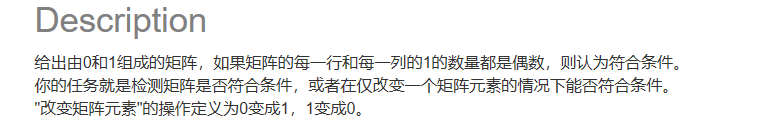 Description
给出由0和1组成的矩阵，如果矩阵的每一行和每一列的1的数量都是偶数，则认为符合条件。
你的任务就是检测矩阵是否符合条件，或者在仅改变一个矩阵元素的情况下能否符合条件。
"改变矩阵元素"的操作定义为0变成1，1变成0。